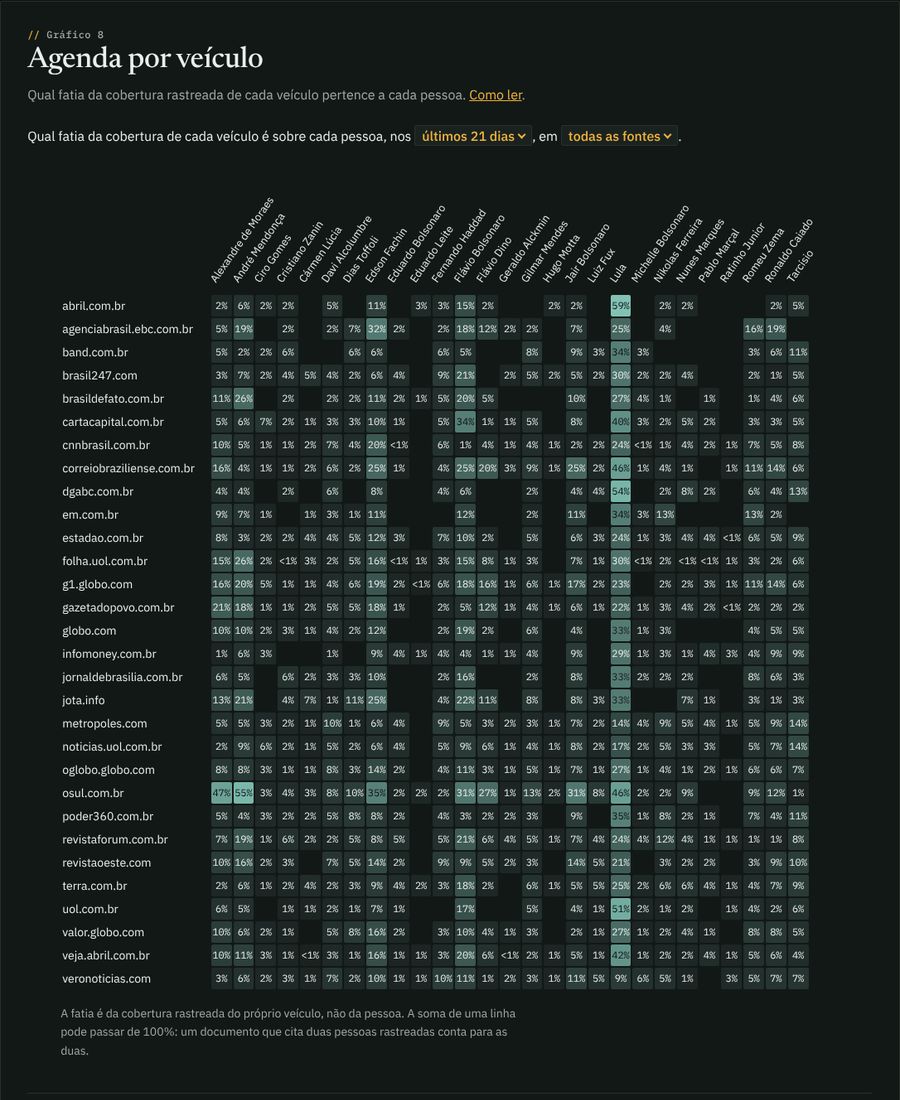 // Gráfico 8
Agenda por veículo
Qual fatia da cobertura rastreada de cada veículo pertence a cada pessoa. Como ler.
Qual fatia da cobertura de cada veículo é sobre cada pessoa, nos últimos 21 dias, em todas as fontes.
Alexandre de Moraes
André Mendonça
Ciro Gomes
Cristiano Zanin
Cármen Lúcia
Davi Alcolumbre
Dias Toffoli
Edson Fachin
Eduardo Bolsonaro
Eduardo Leite
Fernando Haddad
Flávio Bolsonaro
Flávio Dino
Geraldo Alckmin
Gilmar Mendes
Hugo Motta
Jair Bolsonaro
Luiz Fux
Lula
Michelle Bolsonaro
Nikolas Ferreira
Nunes Marques
Pablo Marçal
Ratinho Junior
Romeu Zema
Ronaldo Caiado
Tarcísio
abril.com.br 2% 6% 2% 2% 5% 11% 3% 3% 15% 2% 2% 2% 59% 2% 2% 2% 5%
agenciabrasil.ebc.com.br 5% 19% 2% 2% 7% 32% 2% 2% 18% 12% 2% 2% 7% 25% 4% 16% 19%
band.com.br 5% 2% 2% 6% 6% 6% 6% 5% 8% 9% 3% 34% 3% 3% 6% 11%
brasil247.com 3% 7% 2% 4% 5% 4% 2% 6% 4% 9% 21% 2% 5% 2% 5% 2% 30% 2% 2% 4% 2% 1% 5%
brasildefato.com.br 11% 26% 2% 2% 2% 11% 2% 1% 5% 20% 5% 10% 27% 4% 1% 1% 1% 4% 6%
cartacapital.com.br 5% 6% 7% 2% 1% 3% 3% 10% 1% 5% 34% 3% 1% 1% 5% 8% 40% 3% 2% 5% 2% 3% 3% 5%
cnnbrasil.com.br 10% 5% 1% 1% 2% 7% 4% 20% <1% 6% 1% 4% 1% 4% 1% 2% 2% 24% <1% 1% 4% 2% 1% 7% 5% 8%
correiobraziliense.com.br 16% 4% 1% 1% 2% 6% 2% 25% 1% 4% 25% 20% 3% 9% 1% 25% 2% 46% 1% 4% 1% 1% 11% 14% 6%
dgabc.com.br 4% 4% 2% 6% 8% 4% 6% 2% 4% 4% 54% 2% 8% 2% 6% 4% 13%
em.com.br 9% 7% 1% 1% 3% 1% 11% 12% 2% 11% 34% 3% 13% 13% 2%
estadao.com.br 8% 3% 2% 2% 4% 4% 5% 12% 3% 7% 10% 2% 5% 6% 3% 24% 1% 3% 4% 4% <1% 6% 5% 9%
folha.uol.com.br 15% 26% 2% <1% 3% 2% 5% 16% <1% 1% 3% 15% 8% 1% 3% 7% 1% 30% <1% 2% <1% <1% 1% 3% 2% 6%
g1.globo.com 16% 20% 5% 1% 1% 4% 6% 19% 2% <1% 6% 18% 16% 1% 6% 1% 17% 2% 23% 2% 2% 3% 1% 11% 14% 6%
gazetadopovo.com.br 21% 18% 1% 1% 2% 5% 5% 18% 1% 2% 5% 12% 1% 4% 1% 6% 1% 22% 1% 3% 4% 2% <1% 2% 2% 2%
globo.com 10% 10% 2% 3% 1% 4% 2% 12% 2% 19% 2% 6% 4% 33% 1% 3% 4% 5% 5%
infomoney.com.br 1% 6% 3% 1% 9% 4% 1% 4% 4% 1% 1% 4% 9% 29% 1% 3% 1% 4% 3% 4% 9% 9%
jornaldebrasilia.com.br 6% 5% 6% 2% 3% 3% 10% 2% 16% 2% 8% 33% 2% 2% 2% 8% 6% 3%
jota.info 13% 21% 4% 7% 1% 11% 25% 4% 22% 11% 8% 8% 3% 33% 7% 1% 3% 1% 3%
metropoles.com 5% 5% 3% 2% 2% 10% 1% 6% 4% 9% 5% 3% 2% 3% 1% 7% 2% 14% 4% 9% 5% 4% 1% 5% 9% 14%
noticias.uol.com.br 2% 9% 6% 2% 1% 5% 2% 6% 4% 5% 9% 6% 1% 4% 1% 8% 2% 17% 2% 5% 3% 3% 5% 7% 14%
oglobo.globo.com 8% 8% 3% 1% 1% 8% 3% 14% 2% 4% 11% 3% 1% 5% 1% 7% 1% 27% 1% 4% 1% 2% 1% 6% 6% 7%
osul.com.br 47% 55% 3% 4% 3% 8% 10% 35% 2% 2% 2% 31% 27% 1% 13% 2% 31% 8% 46% 2% 2% 9% 9% 12% 1%
poder360.com.br 5% 4% 3% 2% 2% 5% 8% 8% 2% 4% 3% 2% 2% 3% 9% 35% 1% 8% 2% 7% 4% 11%
revistaforum.com.br 7% 19% 1% 6% 2% 2% 5% 8% 5% 5% 21% 6% 4% 5% 2% 7% 4% 24% 4% 12% 4% 1% 1% 1% 1% 8%
revistaoeste.com 10% 16% 2% 3% 7% 5% 14% 2% 9% 9% 5% 2% 3% 14% 5% 21% 3% 2% 2% 3% 9% 10%
terra.com.br 2% 6% 1% 2% 4% 2% 3% 9% 4% 2% 3% 18% 2% 6% 1% 5% 5% 25% 2% 6% 6% 4% 1% 4% 7% 9%
uol.com.br 6% 5% 1% 1% 2% 1% 7% 1% 17% 5% 4% 1% 51% 2% 1% 2% 1% 4% 2% 6%
valor.globo.com 10% 6% 2% 1% 5% 8% 16% 2% 3% 10% 4% 1% 3% 2% 1% 27% 1% 2% 4% 1% 8% 8% 5%
veja.abril.com.br 10% 11% 3% 1% <1% 3% 1% 16% 1% 1% 3% 20% 6% <1% 2% 1% 5% 1% 42% 1% 2% 2% 4% 1% 5% 6% 4%
veronoticias.com 3% 6% 2% 3% 1% 7% 2% 10% 1% 1% 10% 11% 1% 2% 3% 1% 11% 5% 9% 6% 5% 1% 3% 5% 7% 7%
A fatia é da cobertura rastreada do próprio veículo, não da pessoa. A soma de uma linha
pode passar de 100%: um documento que cita duas pessoas rastreadas conta para as
duas.